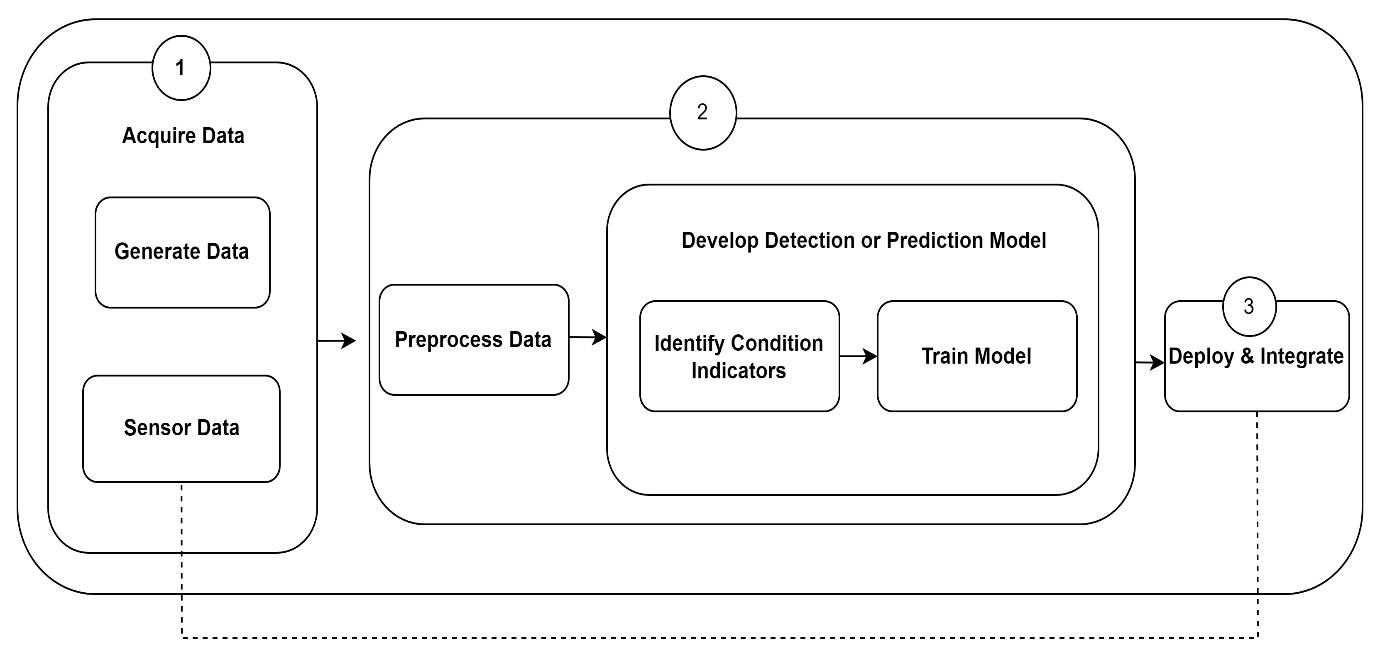 1
Acquire Data
Generate Data
Sensor Data
2
Preprocess Data
Develop Detection or Prediction Model
Identify Condition
Indicators
Train Model
3
Deploy & Integrate